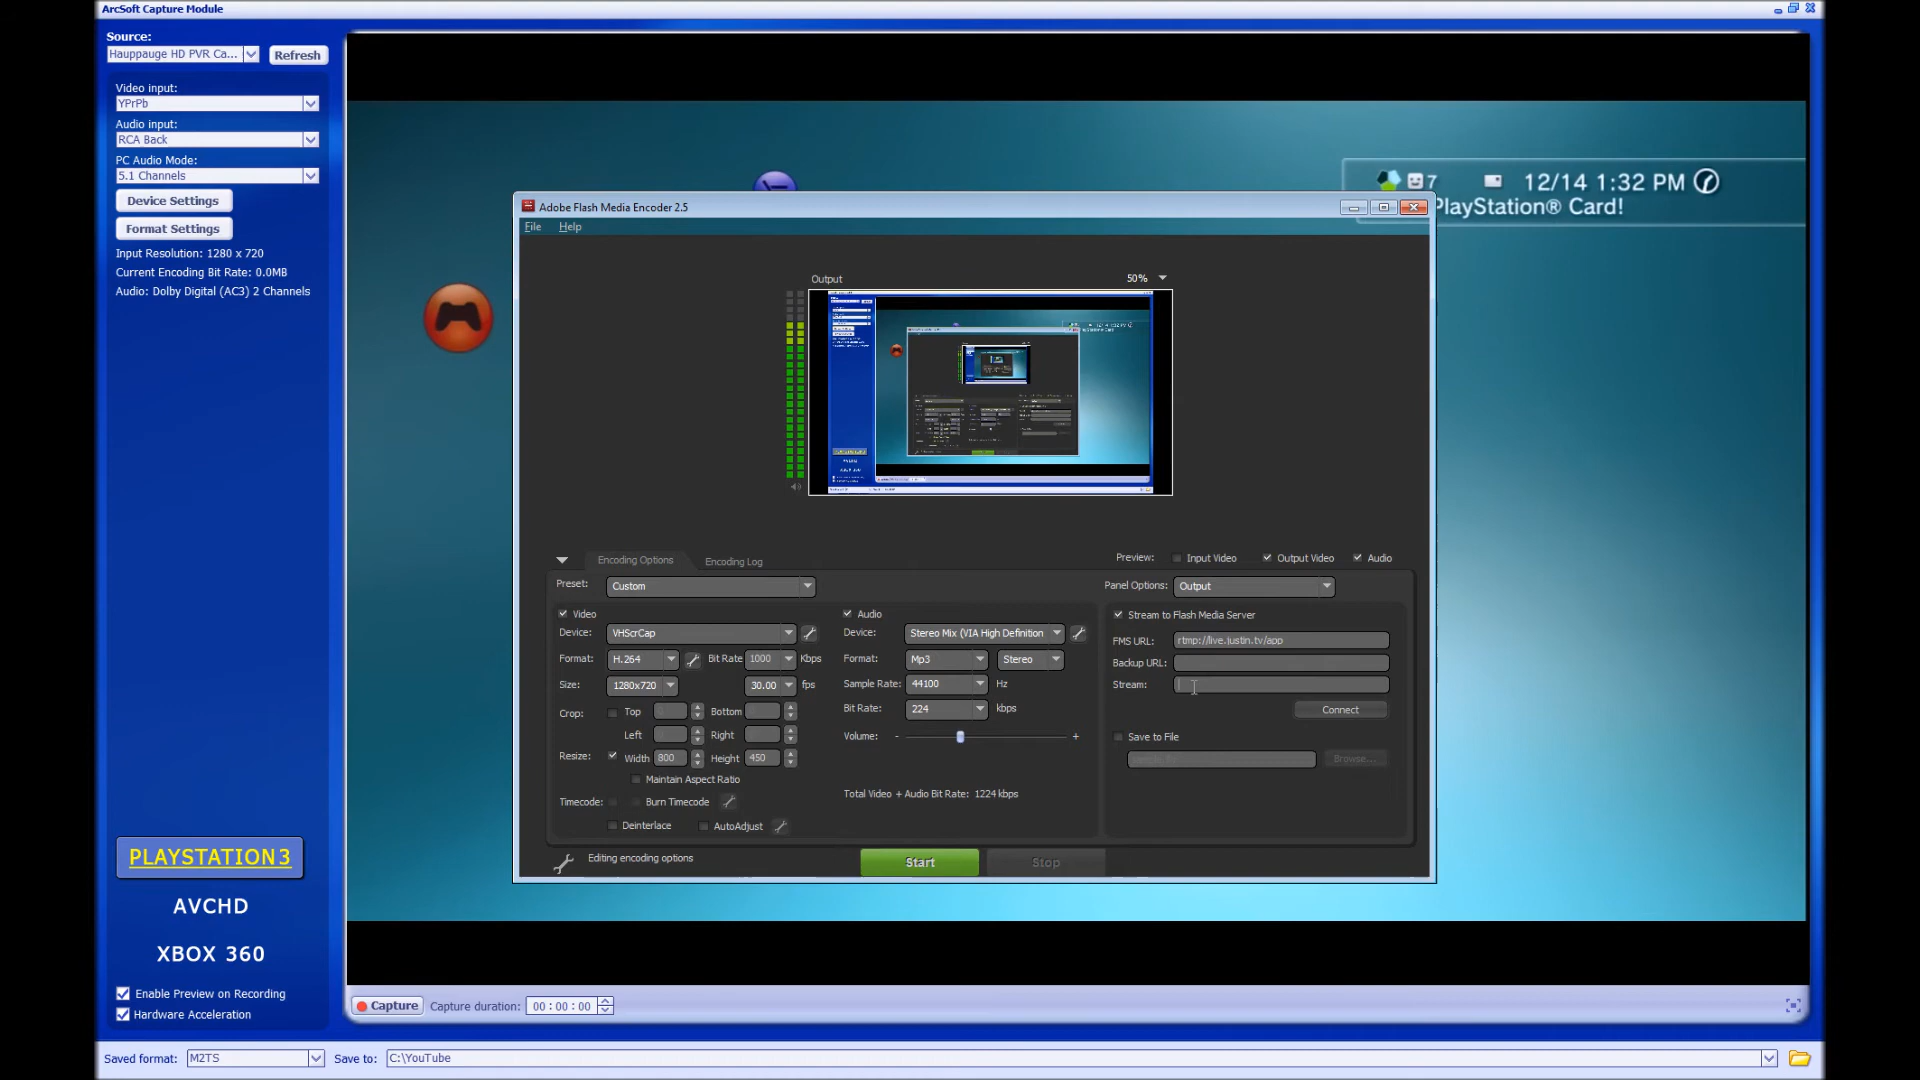 ArcSoft Capture Module
Source:
Hauppauge HD PVR Ca...
Refresh
Video input:
YPrPb
Audio input:
RCA Back
PC Audio Mode:
5.1 Channels
Device Settings
Format Settings
Input Resolution: 1280 x 720
Current Encoding Bit Rate: 0.0MB
Audio: Dolby Digital (AC3) 2 Channels
PLAYSTATION3
AVCHD
XBOX 360
Enable Preview on Recording
Hardware Acceleration
7 12/14 1:32 PM
PlayStation® Card!
Adobe Flash Media Encoder 2.5
File Help
Output 50%
Encoding Options Encoding Log
Preview: Input Video Output Video Audio
Preset: Custom
Panel Options: Output
Video
Device: VHScrCap
Format: H.264 Bit Rate 1000 Kbps
Size: 1280x720 30.00 fps
Crop: Top Bottom
Left Right
Resize: Width 800 Height 450
Maintain Aspect Ratio
Timecode: Burn Timecode
Deinterlace AutoAdjust
Audio
Device: Stereo Mix (VIA High Definition
Format: Mp3 Stereo
Sample Rate: 44100 Hz
Bit Rate: 224 kbps
Volume: - +
Total Video + Audio Bit Rate: 1224 kbps
Stream to Flash Media Server
FMS URL: rtmp://live.justin.tv/app
Backup URL:
Stream:
Connect
Save to File
Browse...
Editing encoding options
Start
Stop
Capture
Capture duration: 00 : 00 : 00
Saved format: M2TS
Save to: C:\YouTube